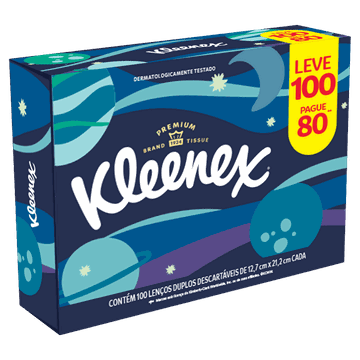 DERMATOLOGICAMENTE TESTADO
LEVE
100
PAGUE
80
PREMIUM
BRAND 1924 TISSUE
Kleenex
CONTÉM 100 LENÇOS DUPLOS DESCARTÁVEIS DE 12,7 cm x 21,2 cm CADA
Kleenex